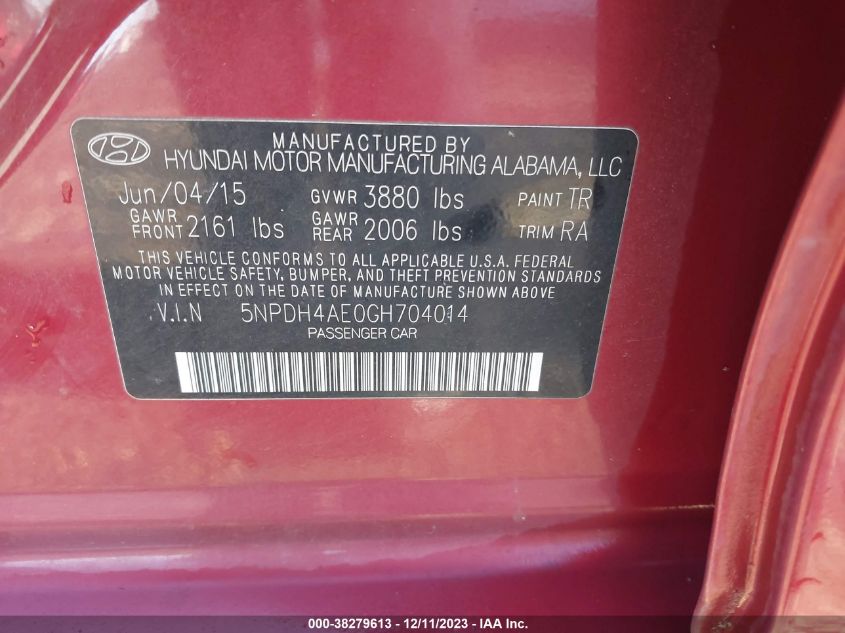 MANUFACTURED BY
HYUNDAI MOTOR MANUFACTURING ALABAMA, LLC
Jun/04/15 GVWR 3880 lbs PAINT TR
GAWR FRONT 2161 lbs GAWR REAR 2006 lbs TRIM RA
THIS VEHICLE CONFORMS TO ALL APPLICABLE U.S.A. FEDERAL
MOTOR VEHICLE SAFETY, BUMPER, AND THEFT PREVENTION STANDARDS
IN EFFECT ON THE DATE OF MANUFACTURE SHOWN ABOVE.
V.I.N 5NPDH4AE0GH704014
PASSENGER CAR
000-38279613 - 12/11/2023 - IAA Inc.